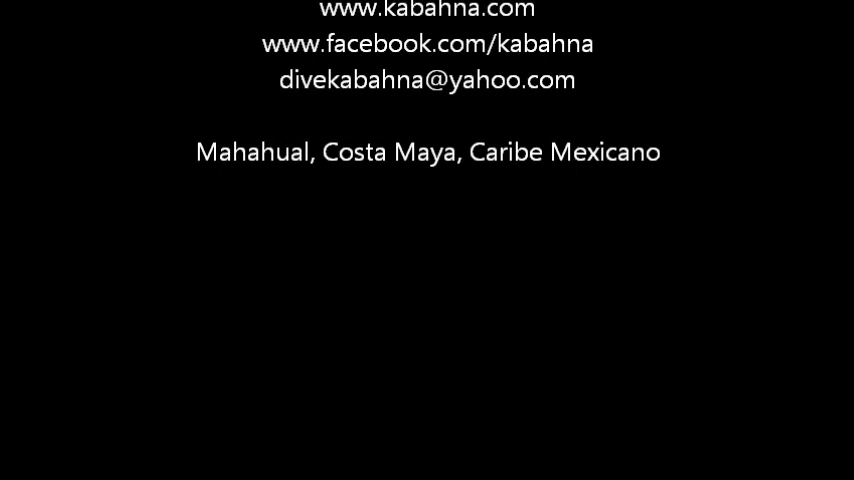 www.kabahna.com
www.facebook.com/kabahna
divekabahna@yahoo.com
Mahahual, Costa Maya, Caribe Mexicano